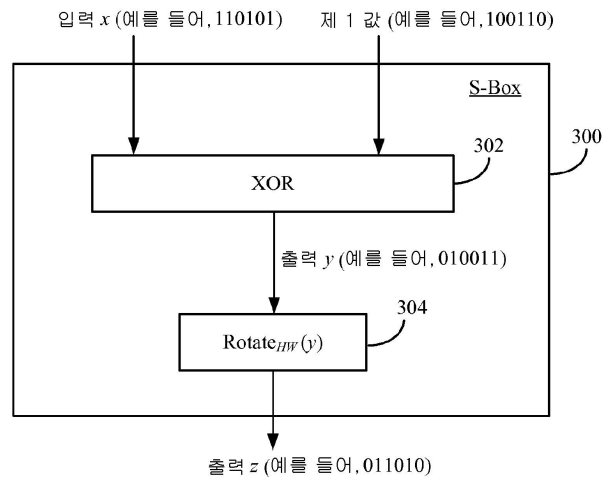 입력 x (예를 들어, 110101)
제 1 값 (예를 들어, 100110)
S-Box
300
302
XOR
출력 y (예를 들어, 010011)
304
RotateHW(y)
출력 z (예를 들어, 011010)